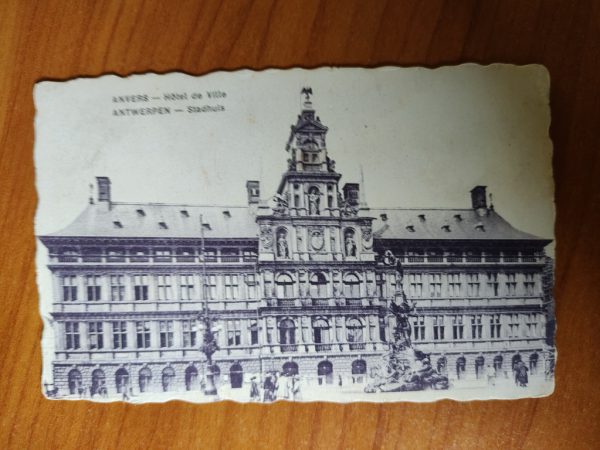 ANVERS — Hôtel de Ville
ANTWERPEN — Stadhuis